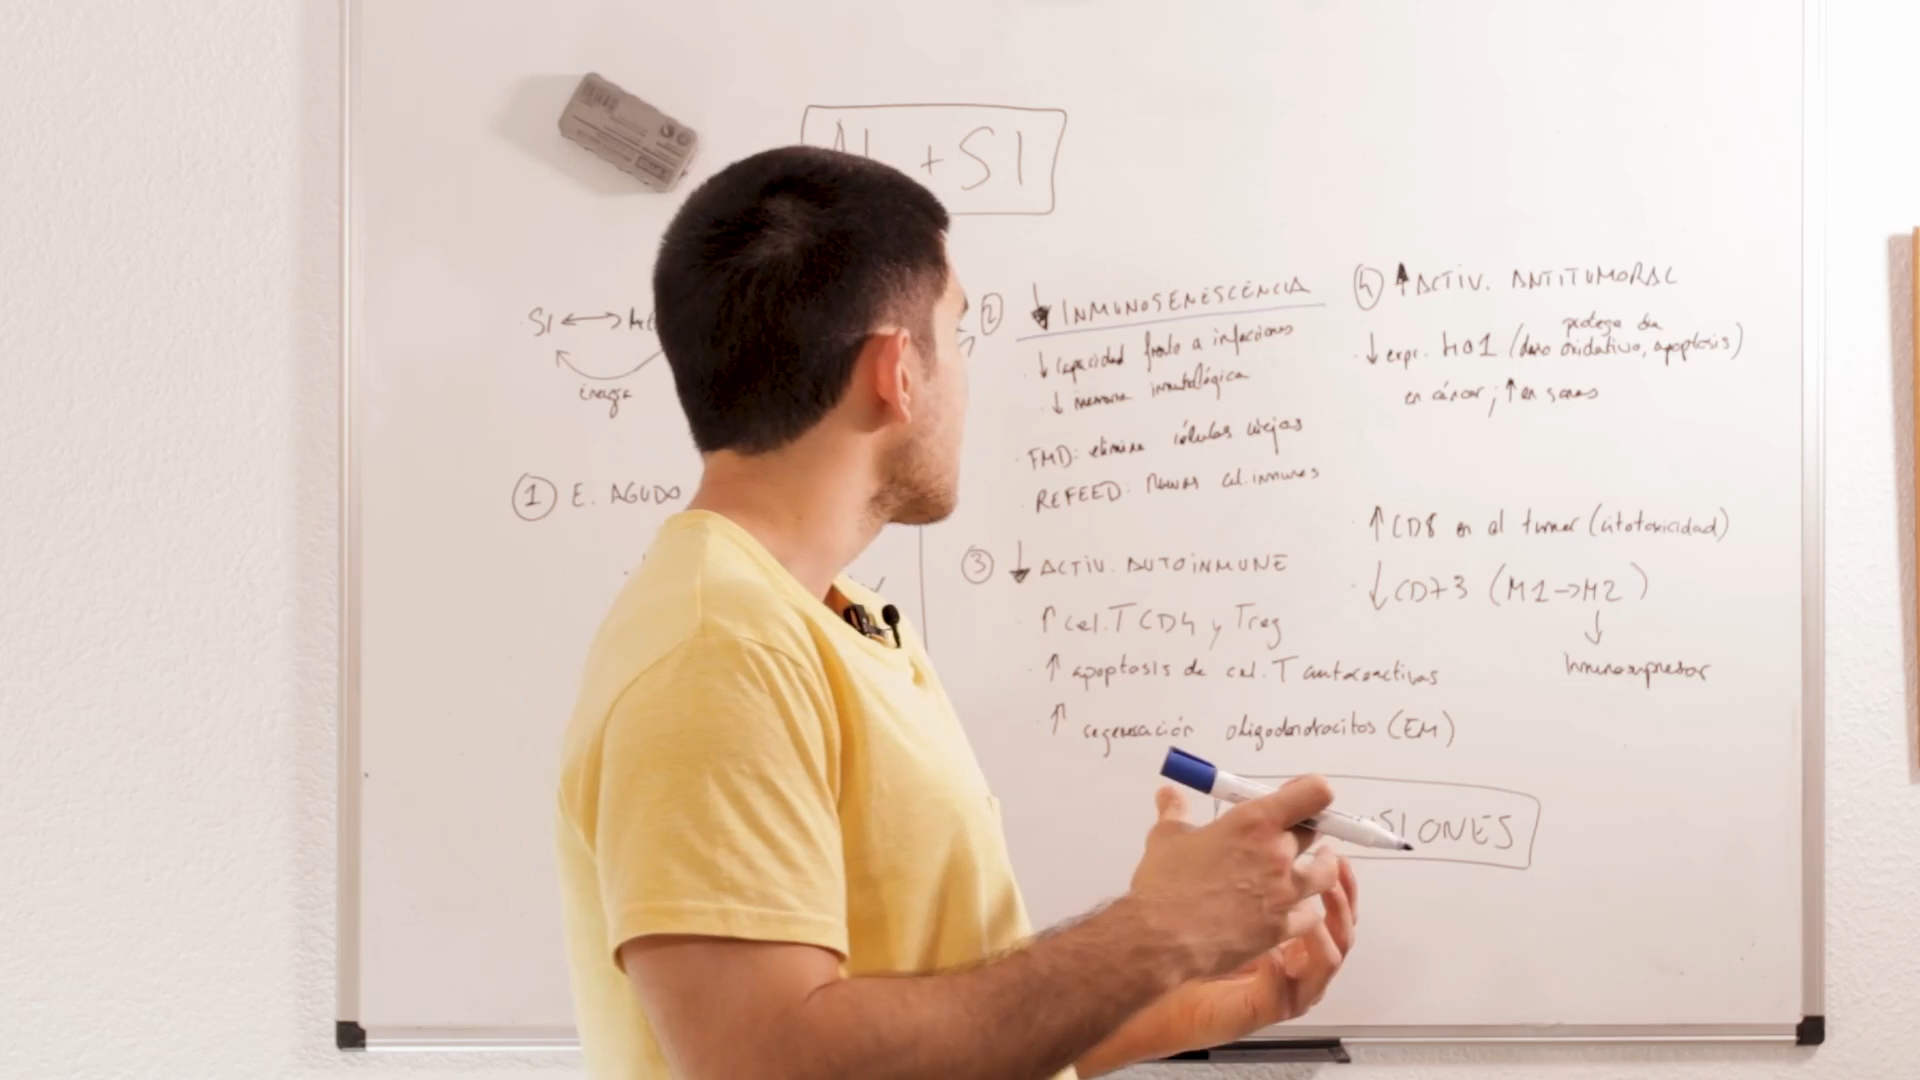 + SI
SI ↔
energía
① E. AGUDO
② ↓ INMUNOSENESCENCIA
↓ capacidad frente a infecciones
↓ memoria inmunológica
· FMD: elimina células viejas
· REFEED: nuevas cel. inmunes
③ ↓ ACTIV. AUTOINMUNE
· ↑ cel. T CD4 y Treg
· ↑ apoptosis de cel. T autoreactivas
· ↑ regeneración oligodendrocitos (EM)
④ ↑ ACTIV. ANTITUMORAL
protege
· ↓ expr. HO1 (daño oxidativo, apoptosis)
en cáncer; ↑ en sanas
· ↑ CD8 en el tumor (citotoxicidad)
· ↓ CD73 (M1 → M2)
↓
Inmunosupresor
SIONES